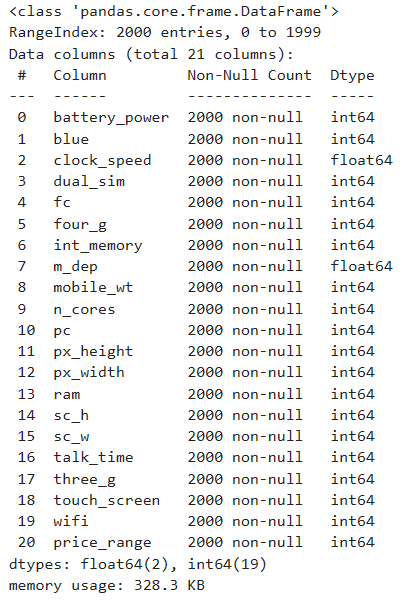 <class 'pandas.core.frame.DataFrame'>
RangeIndex: 2000 entries, 0 to 1999
Data columns (total 21 columns):
 #   Column         Non-Null Count  Dtype
---  ------         --------------  -----
 0   battery_power  2000 non-null   int64
 1   blue           2000 non-null   int64
 2   clock_speed    2000 non-null   float64
 3   dual_sim       2000 non-null   int64
 4   fc             2000 non-null   int64
 5   four_g         2000 non-null   int64
 6   int_memory     2000 non-null   int64
 7   m_dep          2000 non-null   float64
 8   mobile_wt      2000 non-null   int64
 9   n_cores        2000 non-null   int64
 10  pc             2000 non-null   int64
 11  px_height      2000 non-null   int64
 12  px_width       2000 non-null   int64
 13  ram            2000 non-null   int64
 14  sc_h           2000 non-null   int64
 15  sc_w           2000 non-null   int64
 16  talk_time      2000 non-null   int64
 17  three_g        2000 non-null   int64
 18  touch_screen   2000 non-null   int64
 19  wifi           2000 non-null   int64
 20  price_range    2000 non-null   int64
dtypes: float64(2), int64(19)
memory usage: 328.3 KB